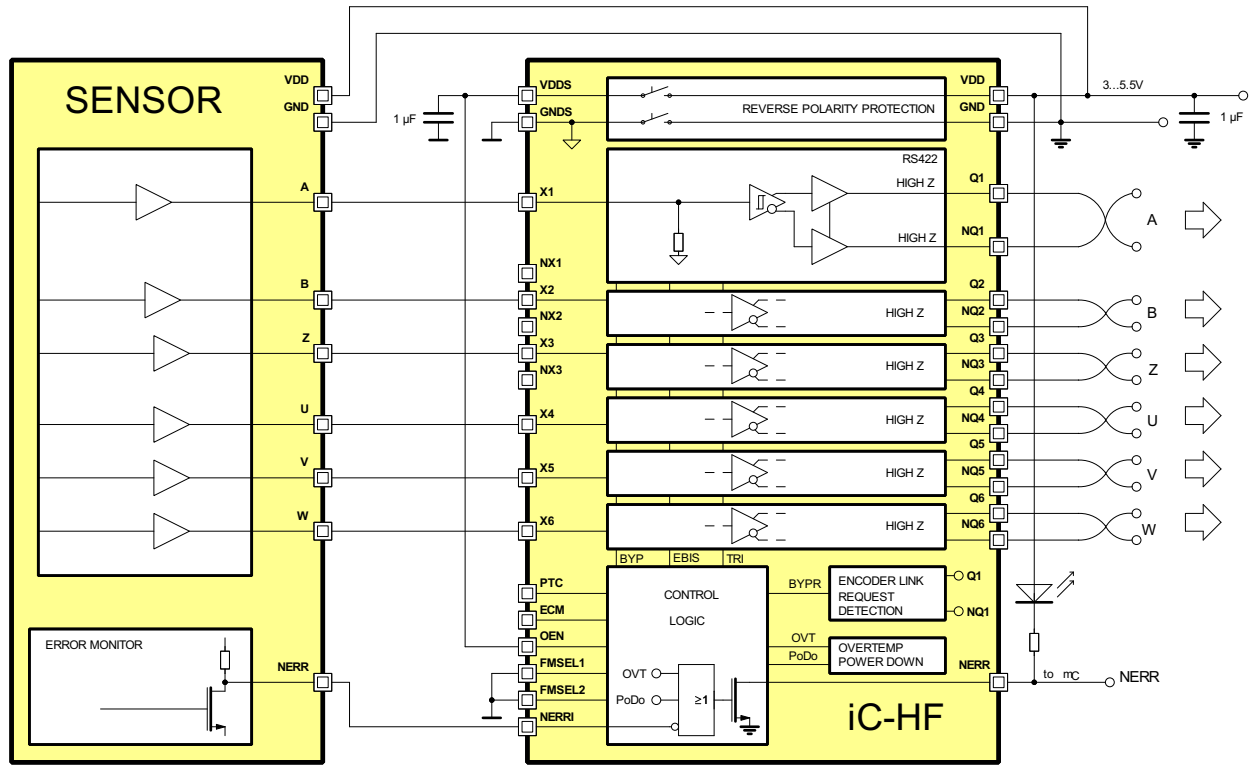 SENSOR
VDD
GND
1 µF
VDDS
GNDS
REVERSE POLARITY PROTECTION
VDD
GND
3...5.5V
1 µF
RS422
A
X1
HIGH Z
Q1
HIGH Z
NQ1
A
NX1
B
X2
NX2
HIGH Z
Q2
NQ2
B
Z
X3
NX3
HIGH Z
Q3
NQ3
Z
U
X4
HIGH Z
Q4
NQ4
U
V
X5
HIGH Z
Q5
NQ5
V
W
X6
HIGH Z
Q6
NQ6
W
BYP EBIS TRI
PTC
ECM
OEN
FMSEL1
FMSEL2
NERRI
CONTROL
LOGIC
BYPR
ENCODER LINK
REQUEST
DETECTION
Q1
NQ1
OVT
PoDo
OVERTEMP
POWER DOWN
OVT
PoDo
≥1
ERROR MONITOR
NERR
NERR
to mC
NERR
iC-HF